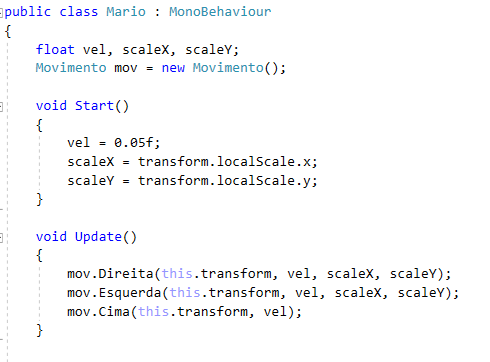 public class Mario : MonoBehaviour
{
float vel, scaleX, scaleY;
Movimento mov = new Movimento();
void Start()
{
vel = 0.05f;
scaleX = transform.localScale.x;
scaleY = transform.localScale.y;
}
void Update()
{
mov.Direita(this.transform, vel, scaleX, scaleY);
mov.Esquerda(this.transform, vel, scaleX, scaleY);
mov.Cima(this.transform, vel);
}